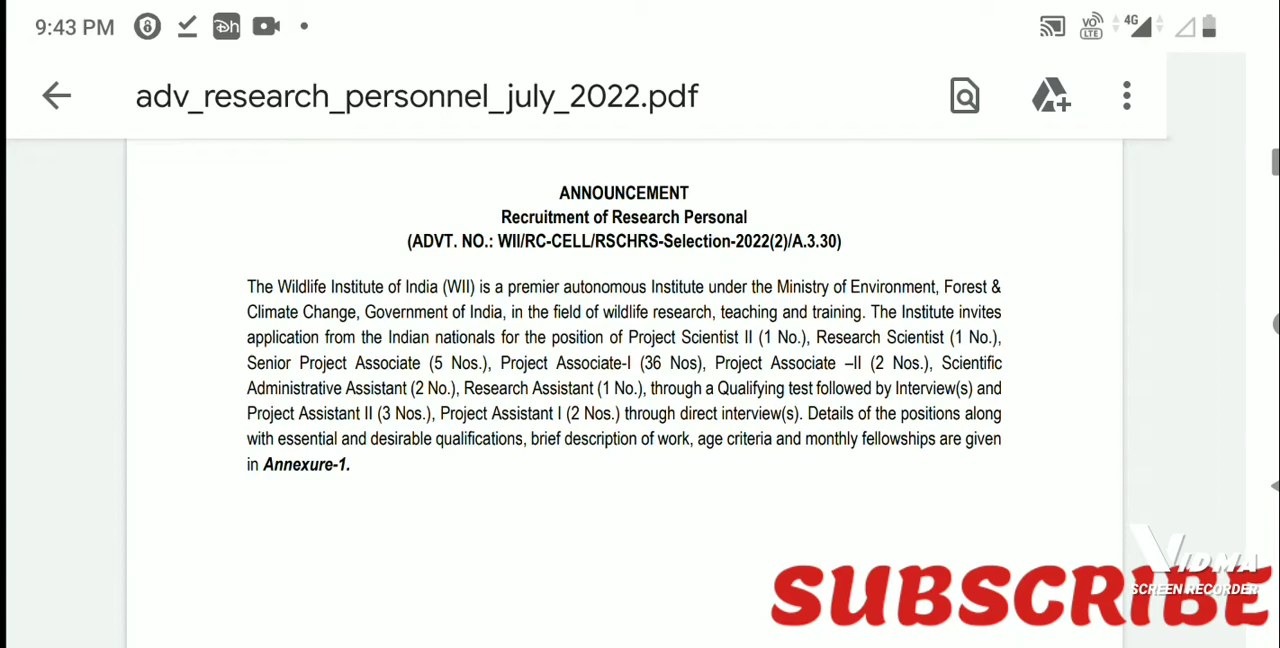 9:43 PM
VO)
LTE
4G
adv_research_personnel_july_2022.pdf
ANNOUNCEMENT
Recruitment of Research Personal
(ADVT. NO.: WII/RC-CELL/RSCHRS-Selection-2022(2)/A.3.30)
The Wildlife Institute of India (WII) is a premier autonomous Institute under the Ministry of Environment, Forest &
Climate Change, Government of India, in the field of wildlife research, teaching and training. The Institute invites
application from the Indian nationals for the position of Project Scientist II (1 No.), Research Scientist (1 No.),
Senior Project Associate (5 Nos.), Project Associate-I (36 Nos), Project Associate –II (2 Nos.), Scientific
Administrative Assistant (2 No.), Research Assistant (1 No.), through a Qualifying test followed by Interview(s) and
Project Assistant II (3 Nos.), Project Assistant I (2 Nos.) through direct interview(s). Details of the positions along
with essential and desirable qualifications, brief description of work, age criteria and monthly fellowships are given
in Annexure-1.
VIDMA
SCREEN RECORDER
SUBSCRIBE